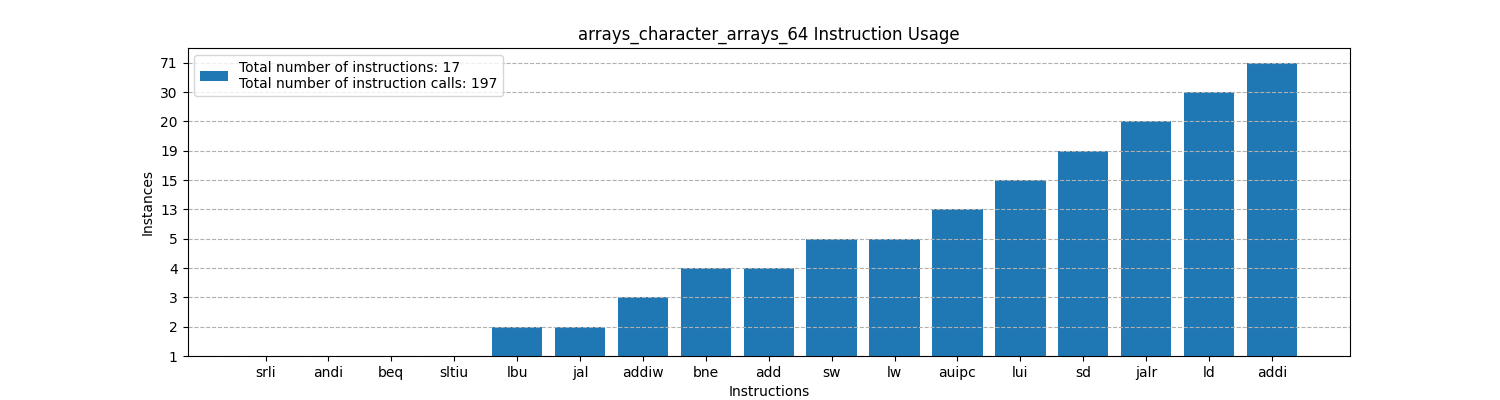 arrays_character_arrays_64 Instruction Usage
Total number of instructions: 17
Total number of instruction calls: 197
Instances
71
30
20
19
15
13
5
4
3
2
1
srli andi beq sltiu lbu jal addiw bne add sw lw auipc lui sd jalr ld addi
Instructions